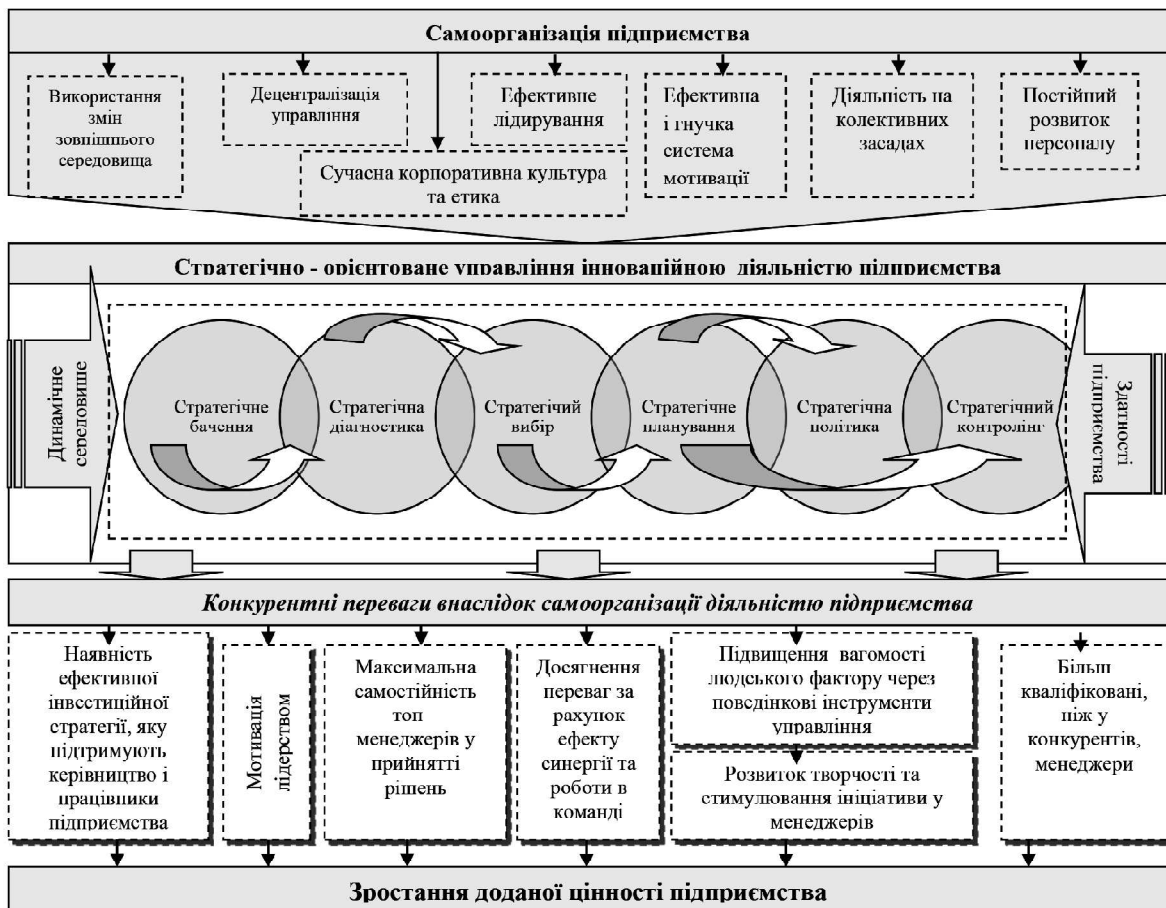 Самоорганізація підприємства
Використання
змін
зовнішнього
середовища
Децентралізація
управління
Сучасна корпоративна культура
та етика
Ефективне
лідирування
Ефективна
і гнучка
система
мотивації
Діяльність на
колективних
засадах
Постійний
розвиток
персоналу
Стратегічно - орієнтоване управління інноваційною діяльністю підприємства
Динамічне
середовише
Стратегічне
бачення
Стратегічна
діагностика
Стратегічий
вибір
Стратегічне
планування
Стратегічна
політика
Стратегічний
контролінг
Здатності
підприємства
Конкурентні переваги внаслідок самоорганізації діяльністю підприємства
Наявність
ефективної
інвестиційної
стратегії, яку
підтримують
керівництво і
працівники
підприємства
Мотивація
лідерством
Максимальна
самостійність
топ
менеджерів у
прийнятті
рішень
Досягнення
переваг за
рахунок
ефекту
синергії та
роботи в
команді
Підвищення вагомості
людського фактору через
поведінкові інструменти
управління
Розвиток творчості та
стимулювання ініціативи у
менеджерів
Більш
кваліфіковані,
ніж у
конкурентів,
менеджери
Зростання доданої цінності підприємства